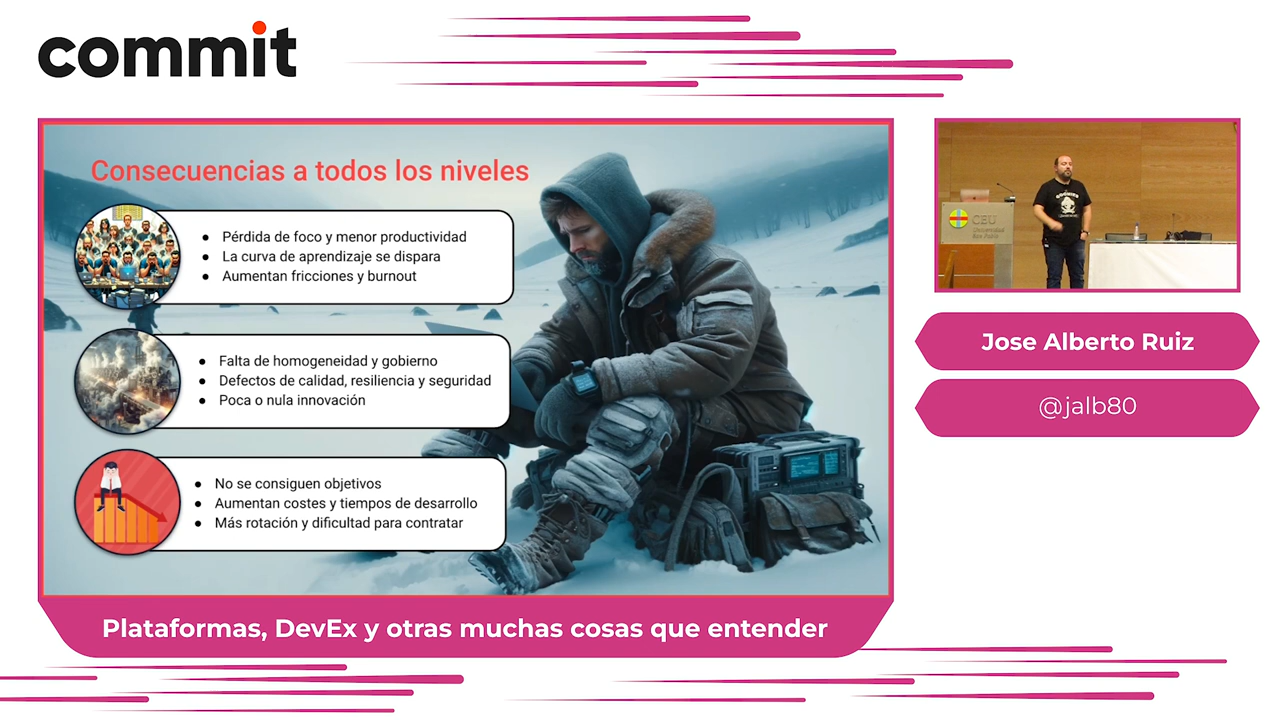 commit
Consecuencias a todos los niveles
● Pérdida de foco y menor productividad
● La curva de aprendizaje se dispara
● Aumentan fricciones y burnout
● Falta de homogeneidad y gobierno
● Defectos de calidad, resiliencia y seguridad
● Poca o nula innovación
● No se consiguen objetivos
● Aumentan costes y tiempos de desarrollo
● Más rotación y dificultad para contratar
Plataformas, DevEx y otras muchas cosas que entender
CEU
Jose Alberto Ruiz
@jalb80